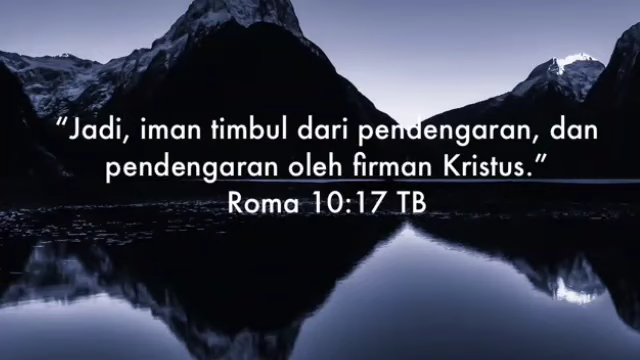 “Jadi, iman timbul dari pendengaran, dan
pendengaran oleh firman Kristus.”
Roma 10:17 TB